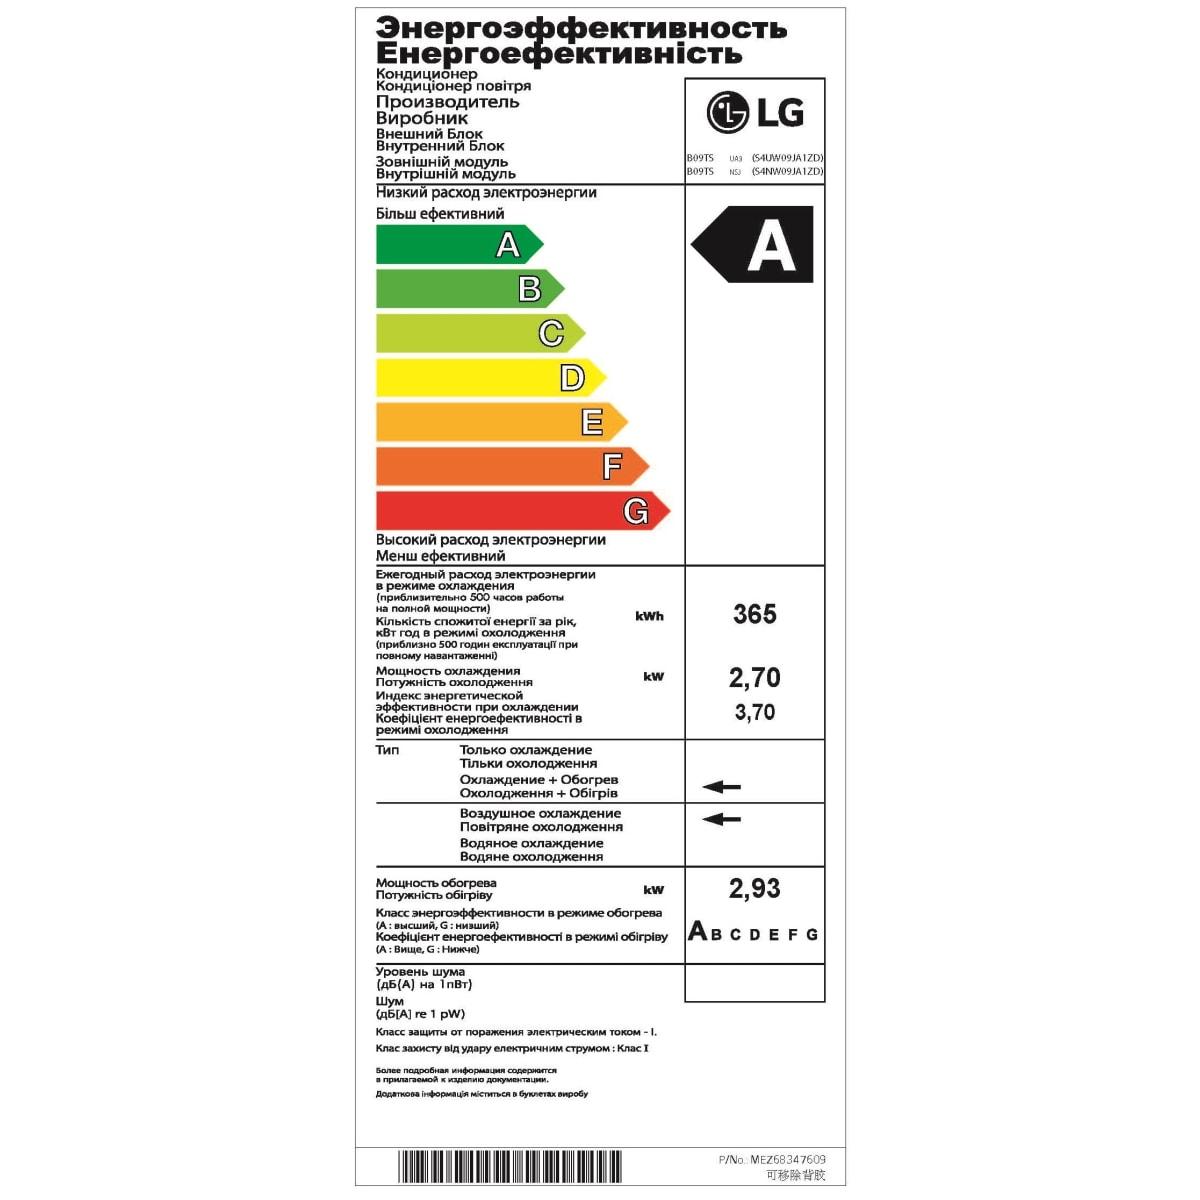 Энергоэффективность
Енергоефективність
Кондиционер
Кондиціонер повітря
Производитель
Виробник
LG
Внешний Блок
Внутренний Блок
Зовнішній модуль
B09TS UA3 (S4UW09JA1ZD)
Внутрішній модуль
B09TS NSJ (S4NW09JA1ZD)
Низкий расход электроэнергии
Більш ефективний
A
A
B
C
D
E
F
G
Высокий расход электроэнергии
Менш ефективний
Ежегодный расход электроэнергии
в режиме охлаждения
(приблизительно 500 часов работы
на полной мощности)
Кількість спожитої енергії за рік,
кВт год в режимі охолодження
(приблизно 500 годин експлуатації при
повному навантаженні)
kWh 365
Мощность охлаждения
Потужність охолодження
kW 2,70
Индекс энергетической
эффективности при охлаждении
Коефіцієнт енергоефективності в
режимі охолодження
3,70
Тип Только охлаждение
Тільки охолодження
Охлаждение + Обогрев
Охолодження + Обігрів
Воздушное охлаждение
Повітряне охолодження
Водяное охлаждение
Водяне охолодження
Мощность обогрева
Потужність обігріву
kW 2,93
Класс энергоэффективности в режиме обогрева
(A : высший, G : низший)
Коефіцієнт енергоефективності в режимі обігріву
(A : Вище, G : Нижче)
A B C D E F G
Уровень шума
(дБ(A) на 1пВт)
Шум
(дБ[A] re 1 pW)
Класс защиты от поражения электрическим током - I.
Клас захисту від удару електричним струмом : Клас I
Более подробная информация содержится
в прилагаемой к изделию документации.
Додаткова інформація міститься в буклетах виробу
P/No.: MEZ68347609
可移除背胶